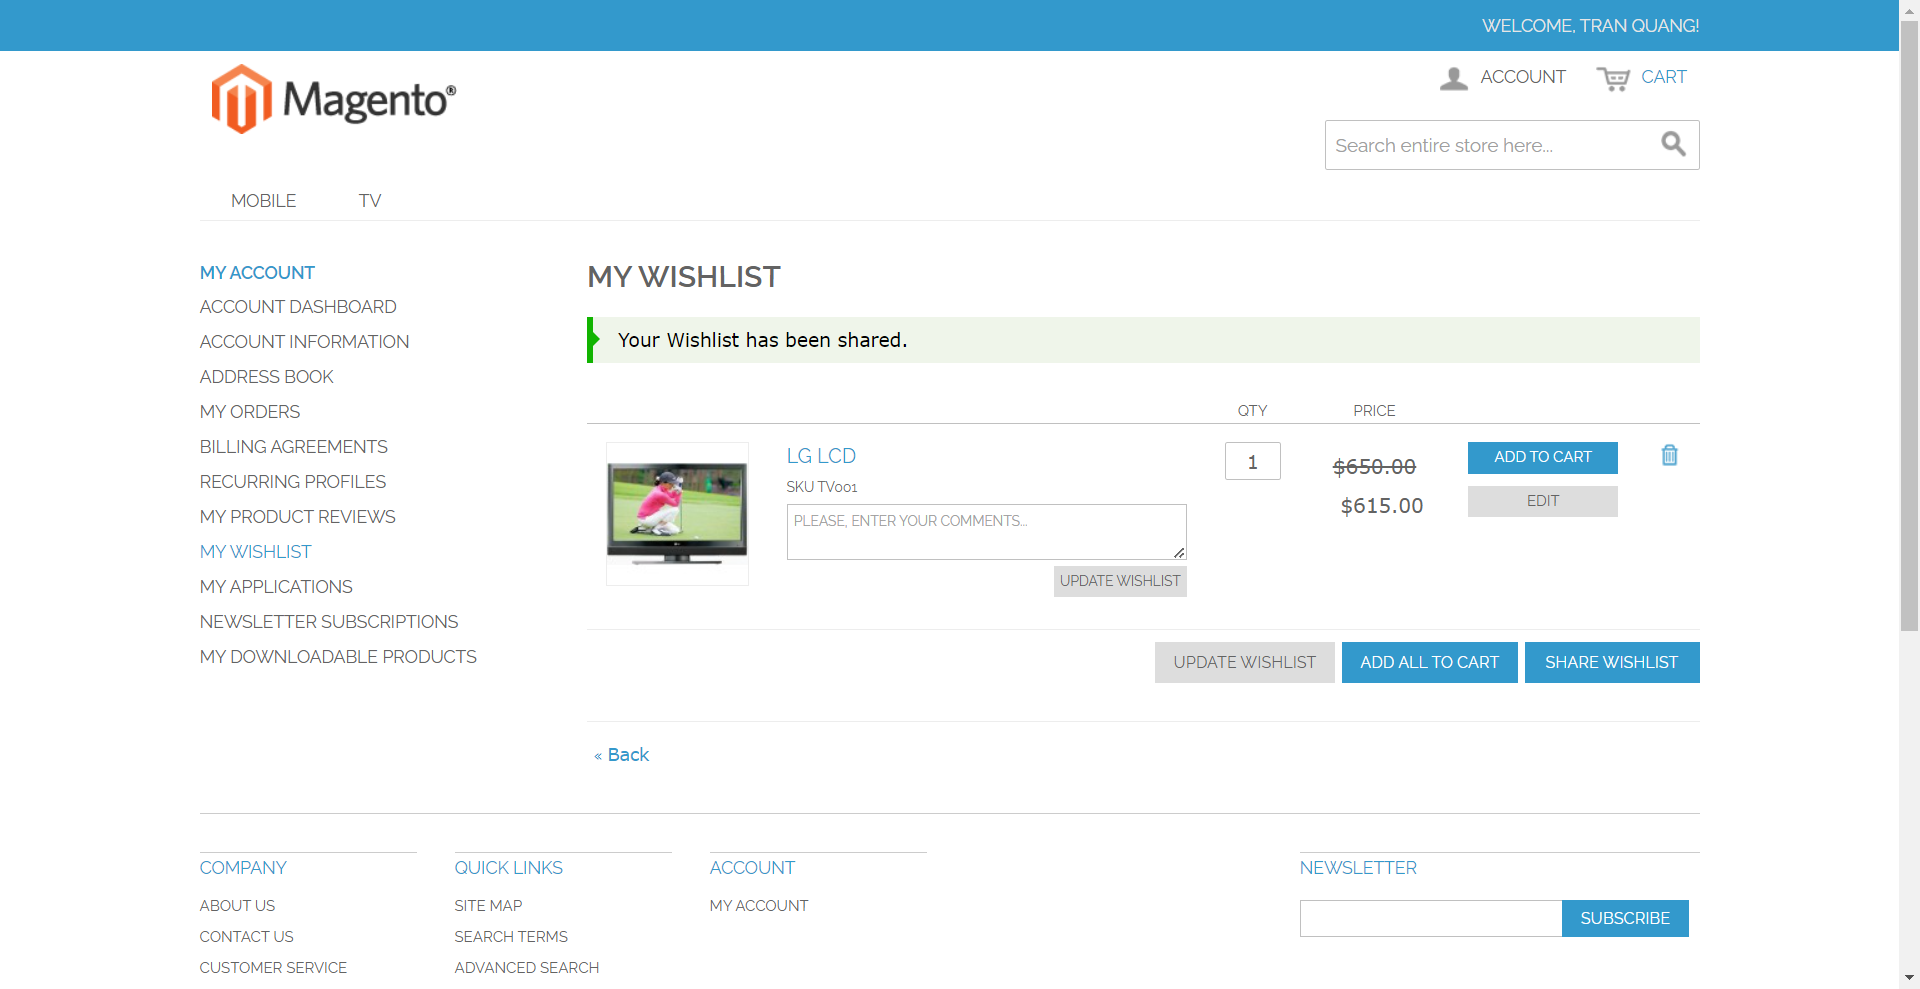 WELCOME, TRAN QUANG!
Magento®
ACCOUNT
CART
Search entire store here...
MOBILE
TV
MY ACCOUNT
ACCOUNT DASHBOARD
ACCOUNT INFORMATION
ADDRESS BOOK
MY ORDERS
BILLING AGREEMENTS
RECURRING PROFILES
MY PRODUCT REVIEWS
MY WISHLIST
MY APPLICATIONS
NEWSLETTER SUBSCRIPTIONS
MY DOWNLOADABLE PRODUCTS
MY WISHLIST
Your Wishlist has been shared.
QTY PRICE
LG LCD
SKU TV001
PLEASE, ENTER YOUR COMMENTS...
UPDATE WISHLIST
1
$650.00
$615.00
ADD TO CART
EDIT
UPDATE WISHLIST
ADD ALL TO CART
SHARE WISHLIST
« Back
COMPANY
ABOUT US
CONTACT US
CUSTOMER SERVICE
QUICK LINKS
SITE MAP
SEARCH TERMS
ADVANCED SEARCH
ACCOUNT
MY ACCOUNT
NEWSLETTER
SUBSCRIBE